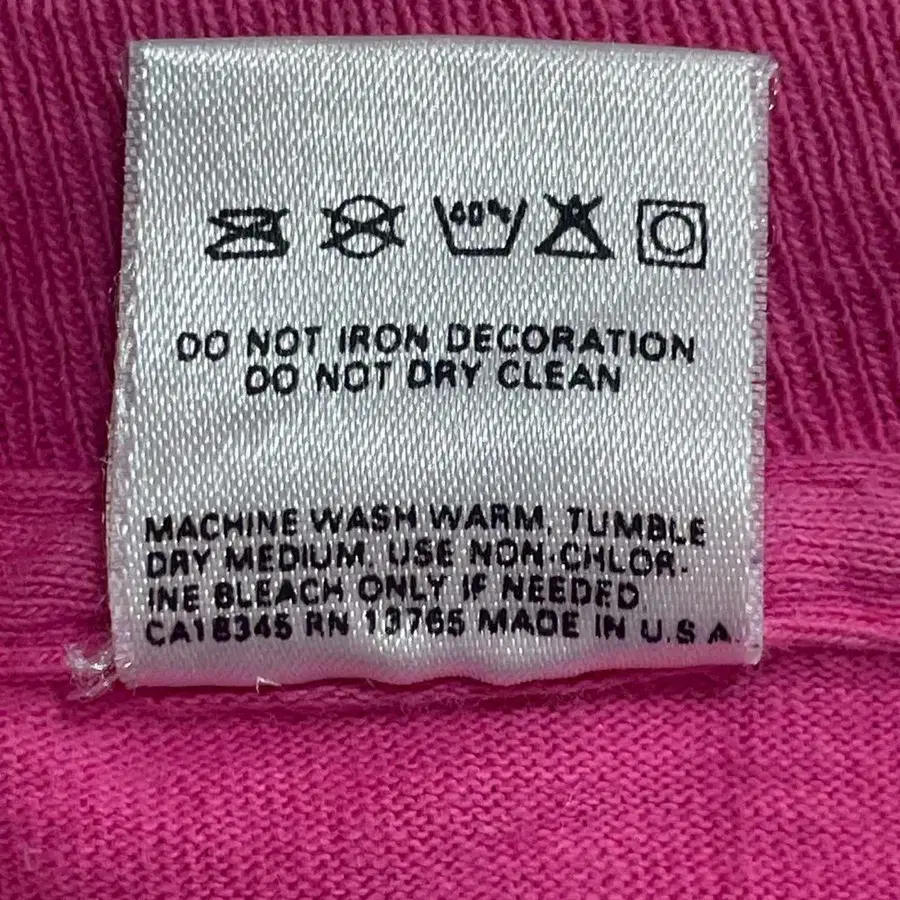 40°
DO NOT IRON DECORATION
DO NOT DRY CLEAN
MACHINE WASH WARM, TUMBLE
DRY MEDIUM. USE NON-CHLOR-
INE BLEACH ONLY IF NEEDED.
CA18345 RN 13765 MADE IN U.S.A.